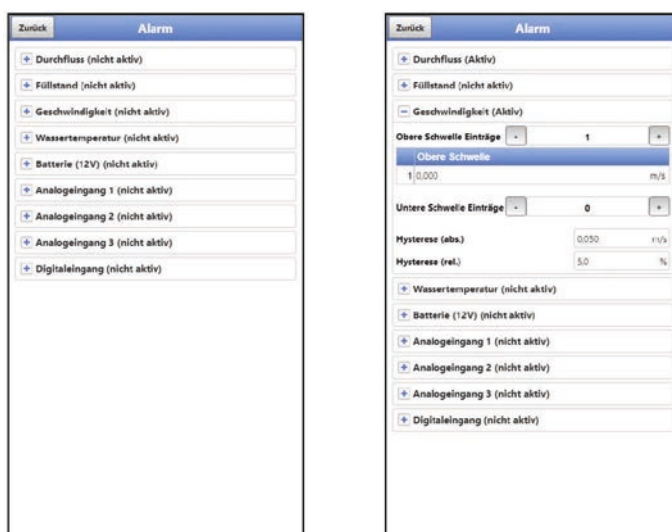 Zurück Alarm
+ Durchfluss (nicht aktiv)
+ Füllstand (nicht aktiv)
+ Geschwindigkeit (nicht aktiv)
+ Wassertemperatur (nicht aktiv)
+ Batterie (12V) (nicht aktiv)
+ Analogeingang 1 (nicht aktiv)
+ Analogeingang 2 (nicht aktiv)
+ Analogeingang 3 (nicht aktiv)
+ Digitaleingang (nicht aktiv)
Zurück Alarm
+ Durchfluss (Aktiv)
+ Füllstand (nicht aktiv)
− Geschwindigkeit (Aktiv)
Obere Schwelle Einträge - 1 +
Obere Schwelle
1 0,000 m/s
Untere Schwelle Einträge - 0 +
Hysterese (abs.) 0,050 m/s
Hysterese (rel.) 5,0 %
+ Wassertemperatur (nicht aktiv)
+ Batterie (12V) (nicht aktiv)
+ Analogeingang 1 (nicht aktiv)
+ Analogeingang 2 (nicht aktiv)
+ Analogeingang 3 (nicht aktiv)
+ Digitaleingang (nicht aktiv)